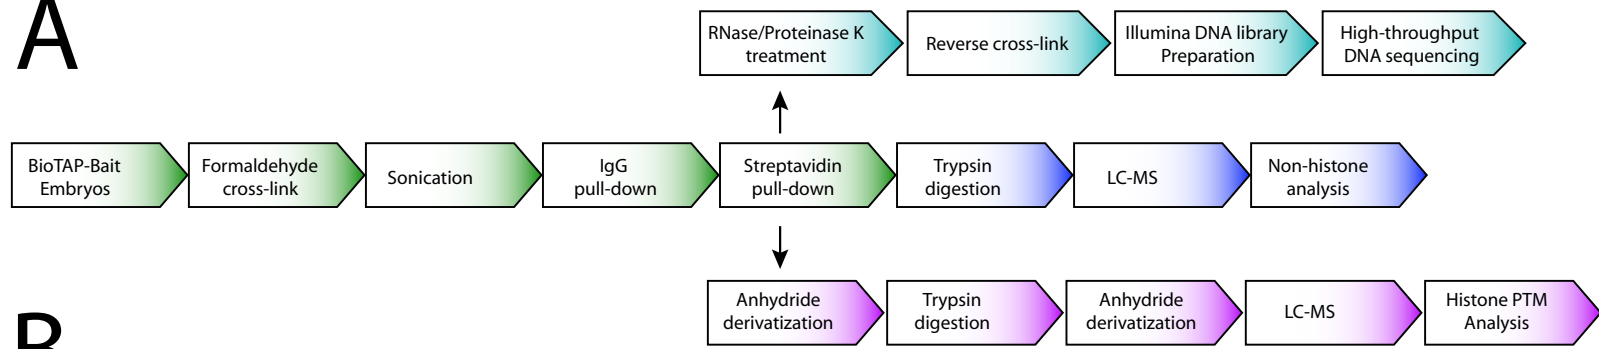 A
RNase/Proteinase K
treatment
Reverse cross-link
Illumina DNA library
Preparation
High-throughput
DNA sequencing
BioTAP-Bait
Embryos
Formaldehyde
cross-link
Sonication
IgG
pull-down
Streptavidin
pull-down
Trypsin
digestion
LC-MS
Non-histone
analysis
Anhydride
derivatization
Trypsin
digestion
Anhydride
derivatization
LC-MS
Histone PTM
Analysis
B